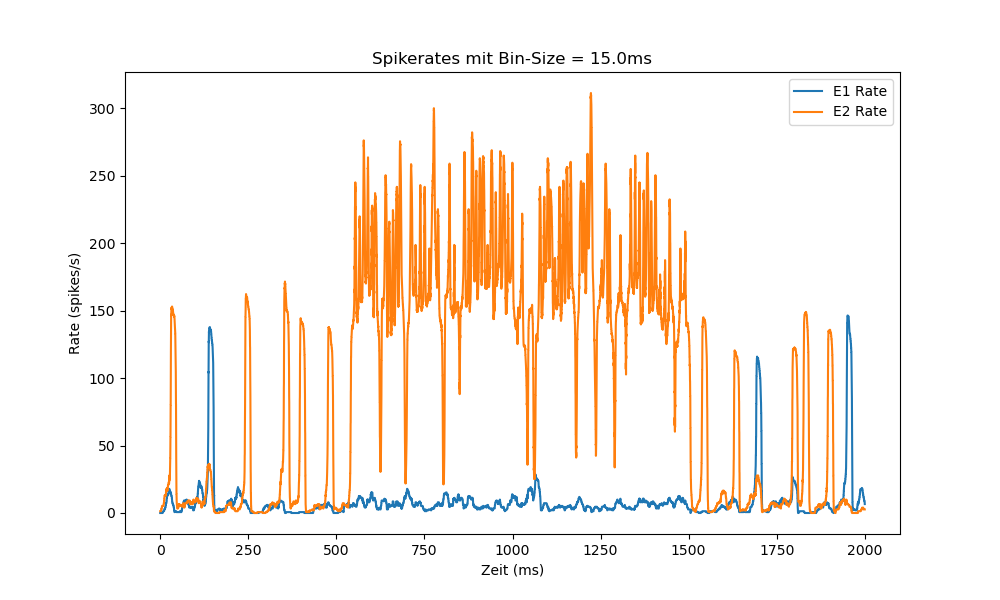 Spikerates mit Bin-Size = 15.0ms
E1 Rate
E2 Rate
Rate (spikes/s)
300
250
200
150
100
50
0
0 250 500 750 1000 1250 1500 1750 2000
Zeit (ms)